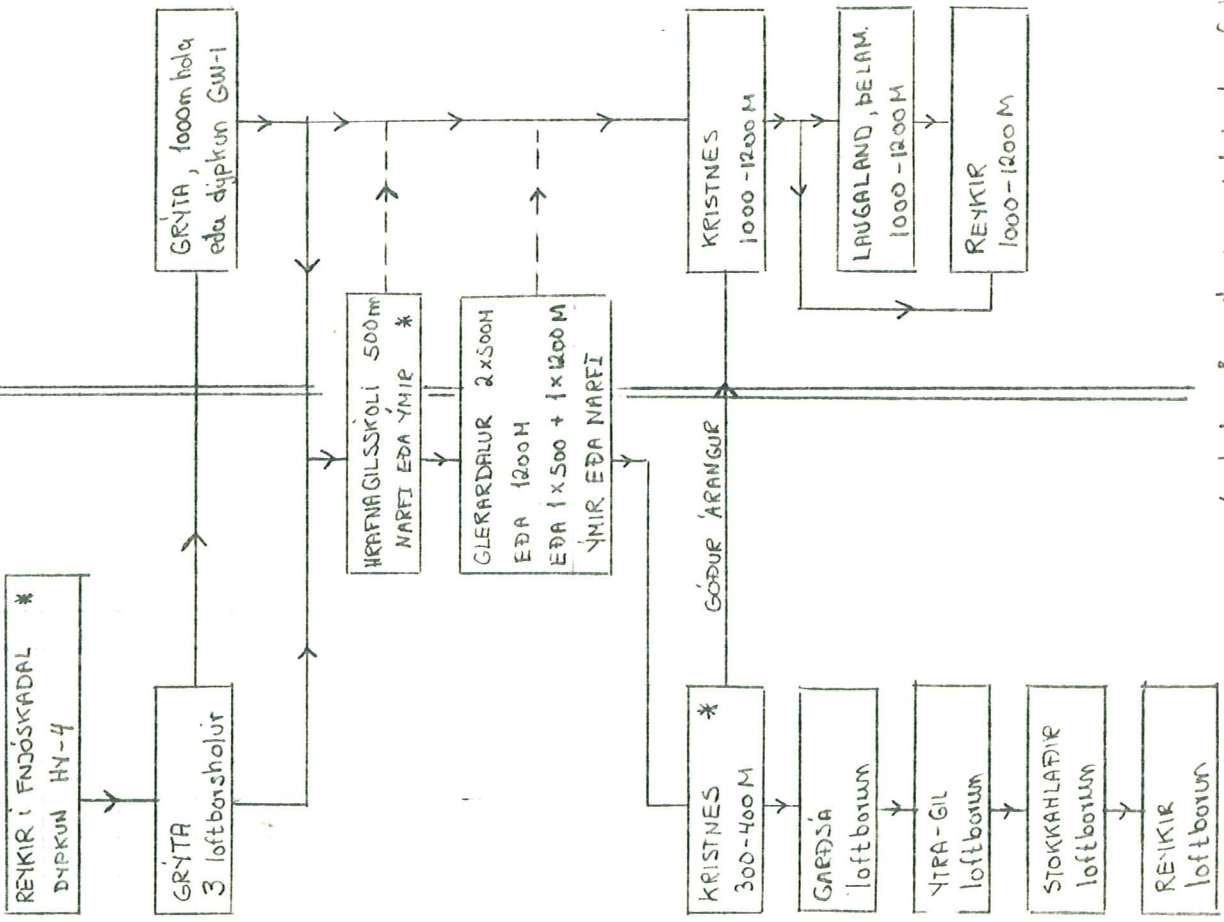 REYKIR Í FNJÓSKADAL *
DÝPKUN HY-4
GRÝTA
3 loftborsholur
GRÝTA, 1000m hola
eða dýpkun GW-1
HRAFNAGILSSKÓLI 500m
NARFI EÐA ÝMIR *
GLERARDALUR 2x500M
EÐA 1200M
EÐA 1x500 + 1x1200M
ÝMIR EÐA NARFI
KRISTNES *
300-400M
GÓÐUR ÁRANGUR
KRISTNES
1000-1200M
GARÐSÁ
loftborun
LAUGALAND, ÞELAM.
1000-1200M
YTRA-GIL
loftborun
REYKIR
1000-1200M
STOKKAHLAÐIR
loftborun
REYKIR
loftborun